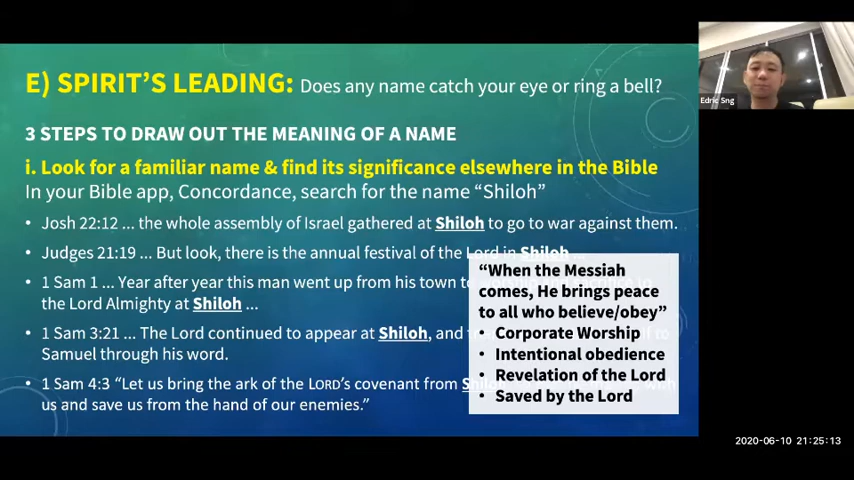 E) SPIRIT'S LEADING: Does any name catch your eye or ring a bell?
3 STEPS TO DRAW OUT THE MEANING OF A NAME
i. Look for a familiar name & find its significance elsewhere in the Bible
In your Bible app, Concordance, search for the name “Shiloh”
• Josh 22:12 ... the whole assembly of Israel gathered at Shiloh to go to war against them.
• Judges 21:19 ... But look, there is the annual festival of the Lord in Shiloh ...
• 1 Sam 1 ... Year after year this man went up from his town to
the Lord Almighty at Shiloh ...
• 1 Sam 3:21 ... The Lord continued to appear at Shiloh, and
Samuel through his word.
• 1 Sam 4:3 “Let us bring the ark of the LORD's covenant from
us and save us from the hand of our enemies.”
“When the Messiah
comes, He brings peace
to all who believe/obey”
• Corporate Worship
• Intentional obedience
• Revelation of the Lord
• Saved by the Lord
Edric Sng
2020-06-10 21:25:13